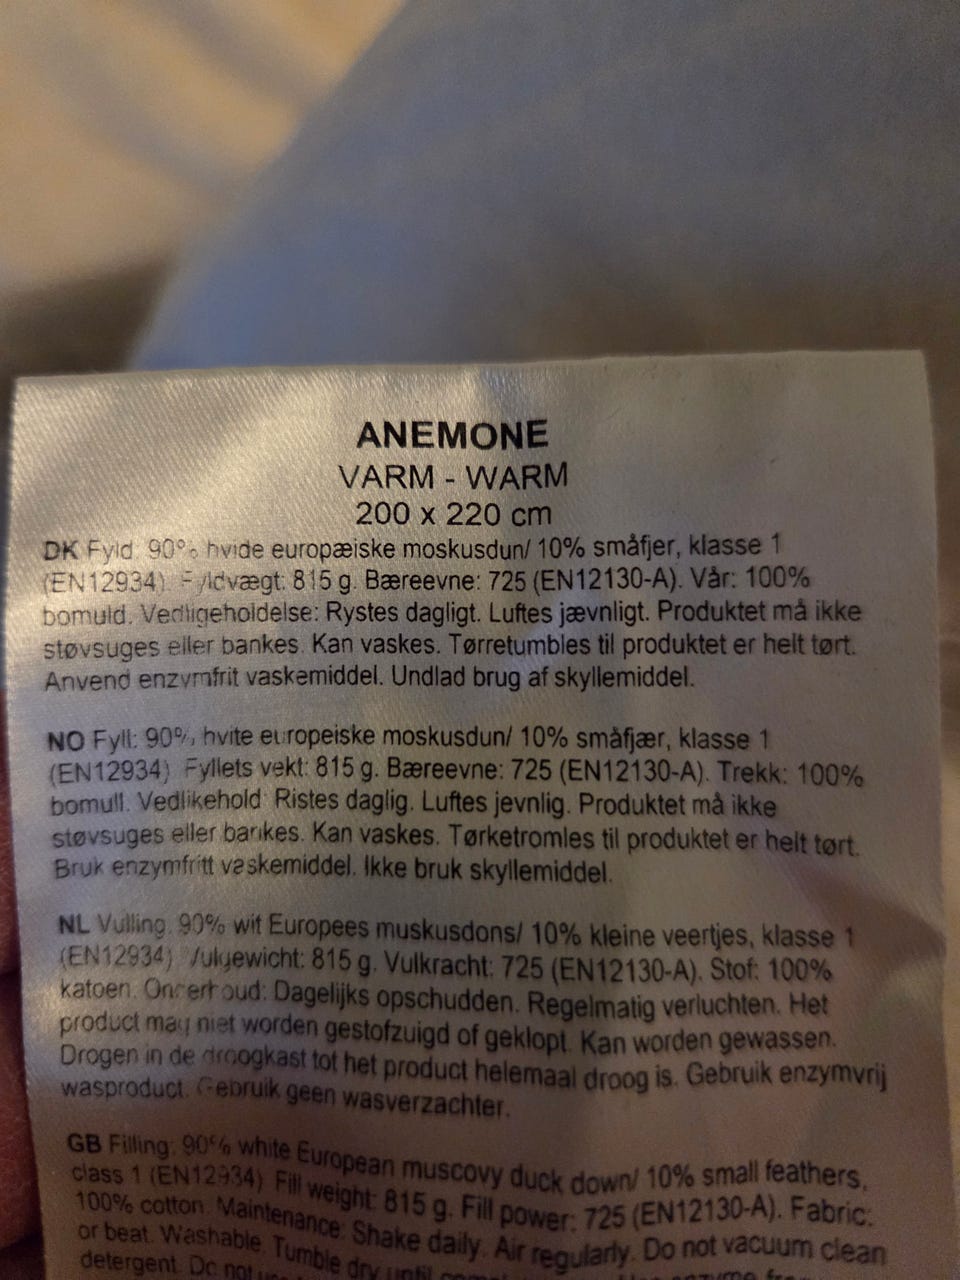 ANEMONE
VARM - WARM
200 x 220 cm
DK Fyld: 90% hvide europæiske moskusdun/ 10% småfjer, klasse 1
(EN12934). Fyldvægt: 815 g. Bæreevne: 725 (EN12130-A). Vår: 100%
bomuld. Vedligeholdelse: Rystes dagligt. Luftes jævnligt. Produktet må ikke
støvsuges eller bankes. Kan vaskes. Tørretumbles til produktet er helt tørt.
Anvend enzymfrit vaskemiddel. Undlad brug af skyllemiddel.
NO Fyll: 90% hvite europeiske moskusdun/ 10% småfjær, klasse 1
(EN12934) Fyllets vekt: 815 g. Bæreevne: 725 (EN12130-A). Trekk: 100%
bomull. Vedlikehold: Ristes daglig. Luftes jevnlig. Produktet må ikke
støvsuges eller bankes. Kan vaskes. Tørketromles til produktet er helt tørt.
Bruk enzymfritt vaskemiddel. Ikke bruk skyllemiddel.
NL Vulling: 90% wit Europees muskusdons/ 10% kleine veertjes, klasse 1
(EN12934) Vulgewicht: 815 g. Vulkracht: 725 (EN12130-A). Stof: 100%
katoen. Onderhoud: Dagelijks opschudden. Regelmatig verluchten. Het
product mag niet worden gestofzuigd of geklopt. Kan worden gewassen.
Drogen in de droogkast tot het product helemaal droog is. Gebruik enzymvrij
wasproduct. Gebruik geen wasverzachter.
GB Filling: 90% white European muscovy duck down/ 10% small feathers,
class 1 (EN12934) Fill weight: 815 g. Fill power: 725 (EN12130-A). Fabric:
100% cotton. Maintenance: Shake daily. Air regularly. Do not vacuum clean
or beat. Washable. Tumble dry until
detergent. Do not